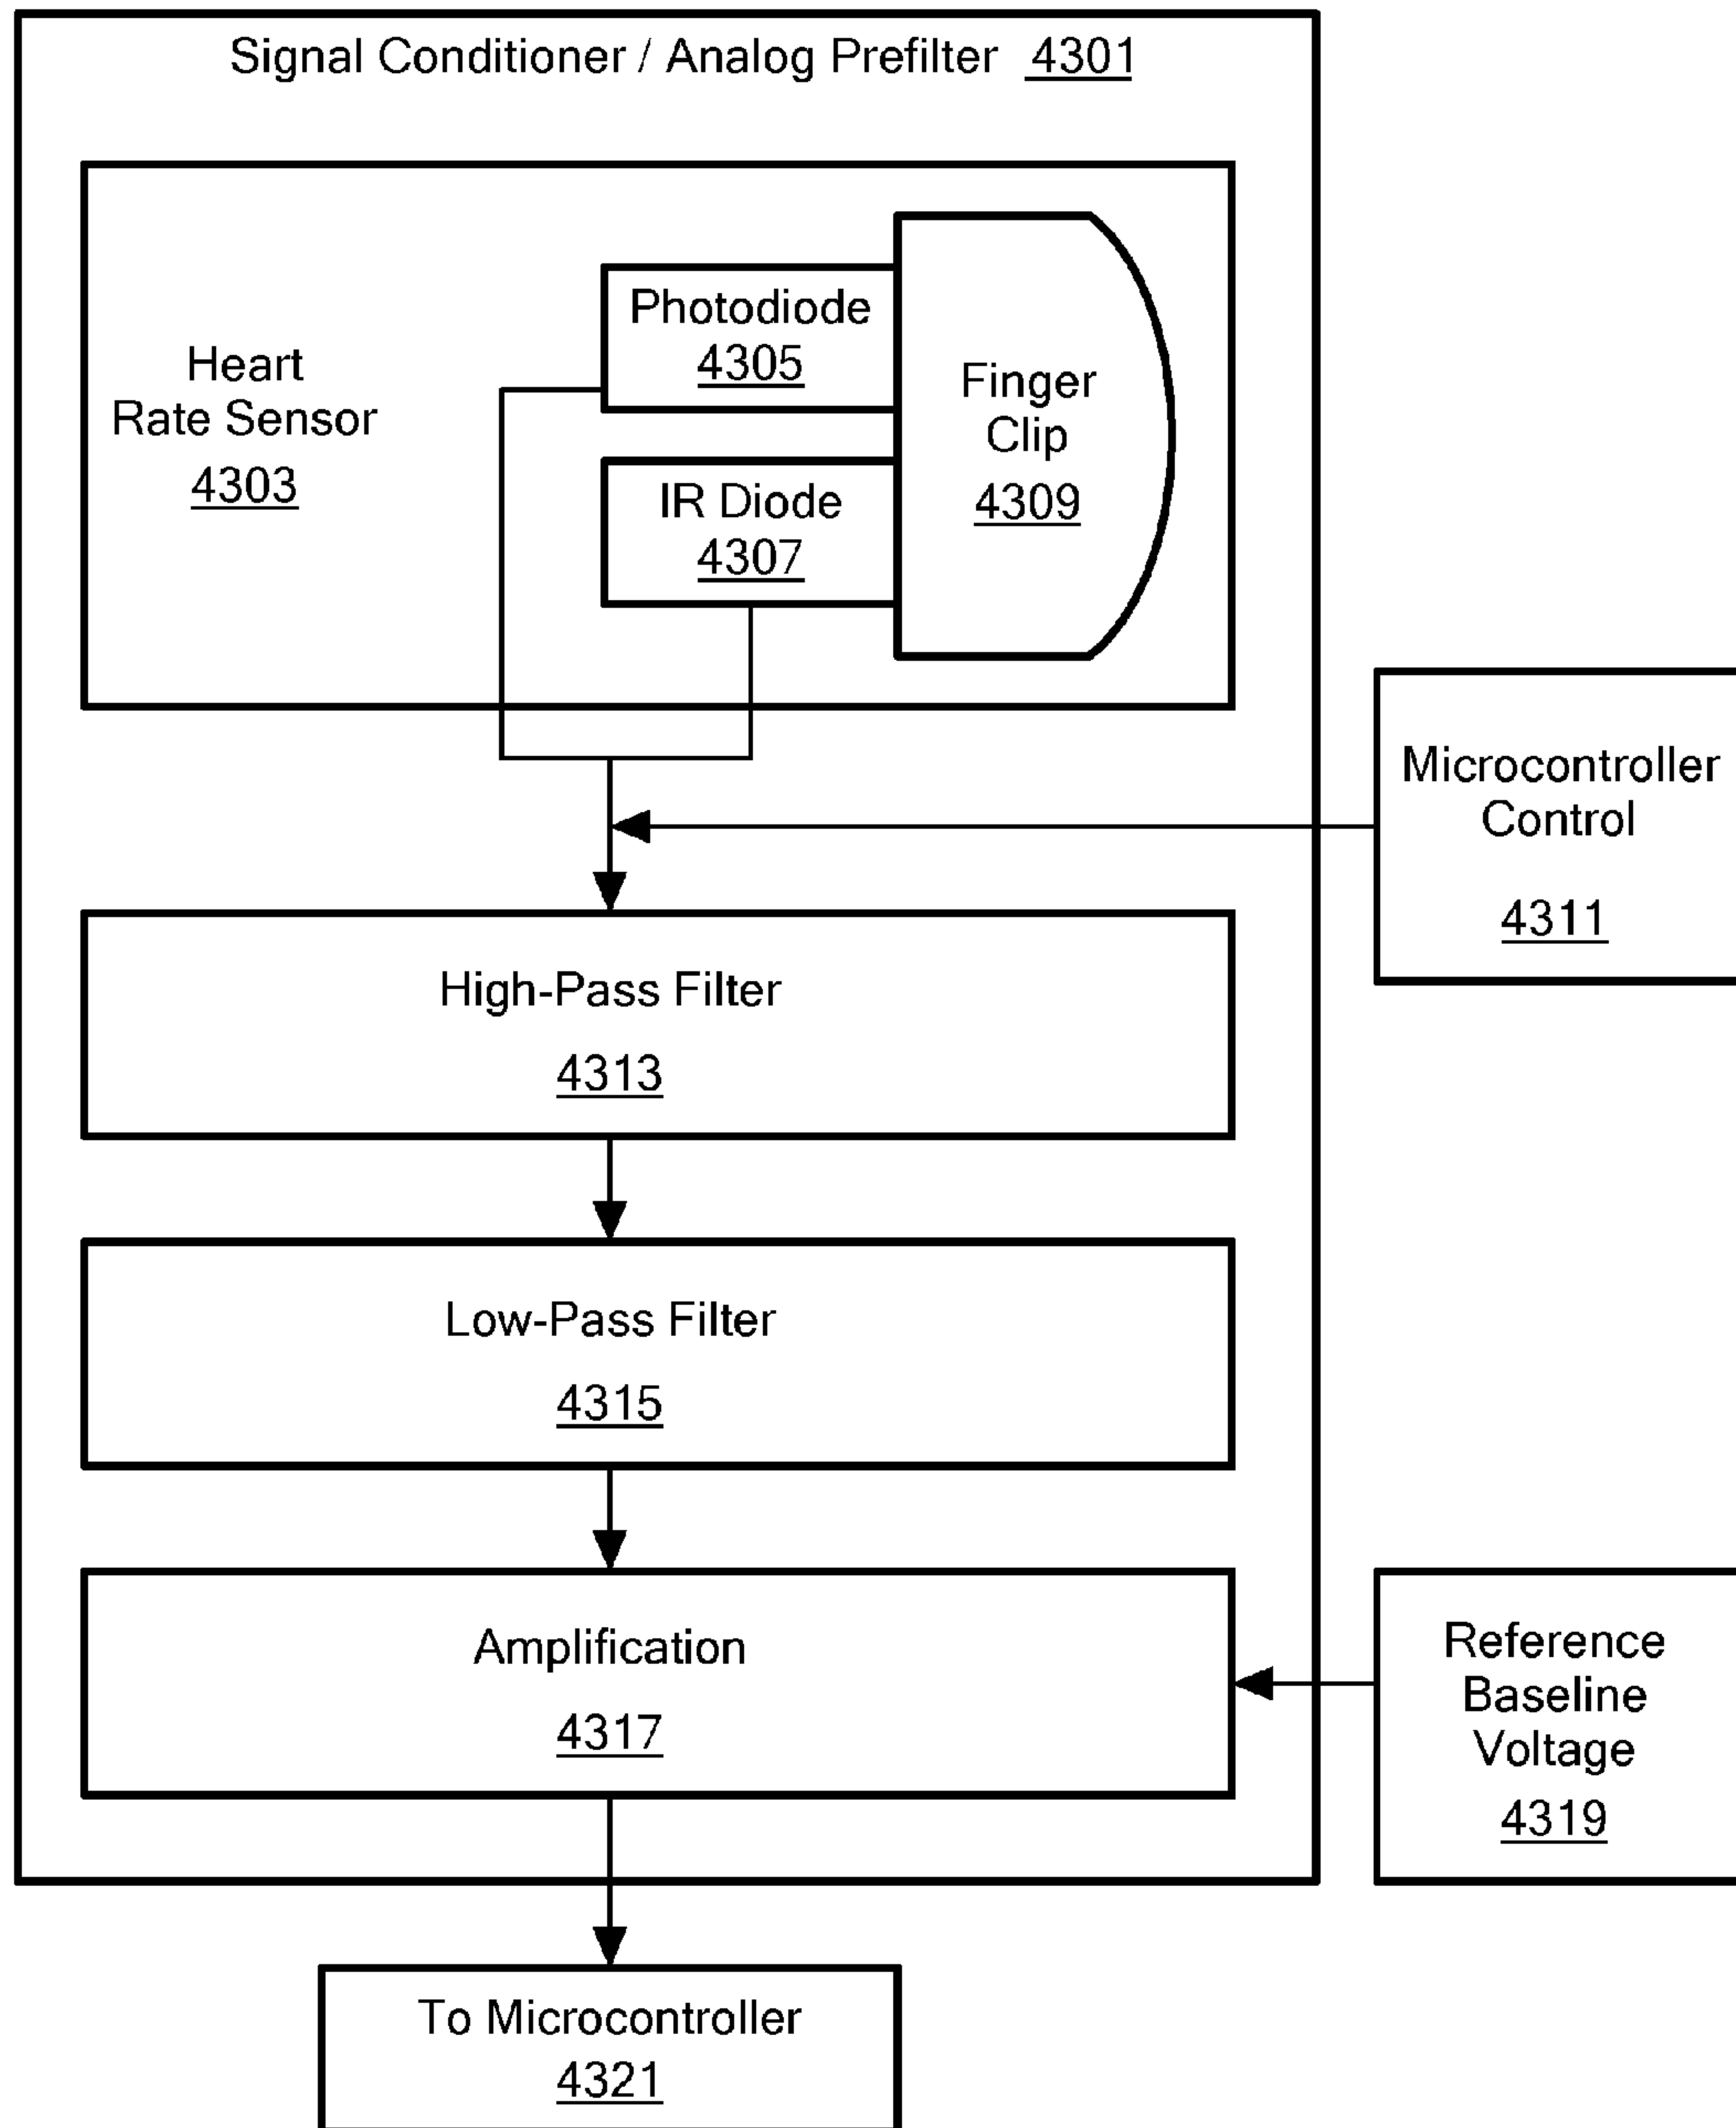 Signal Conditioner / Analog Prefilter 4301
Heart
Rate Sensor
4303
Photodiode
4305
IR Diode
4307
Finger
Clip
4309
Microcontroller
Control
4311
High-Pass Filter
4313
Low-Pass Filter
4315
Amplification
4317
Reference
Baseline
Voltage
4319
To Microcontroller
4321